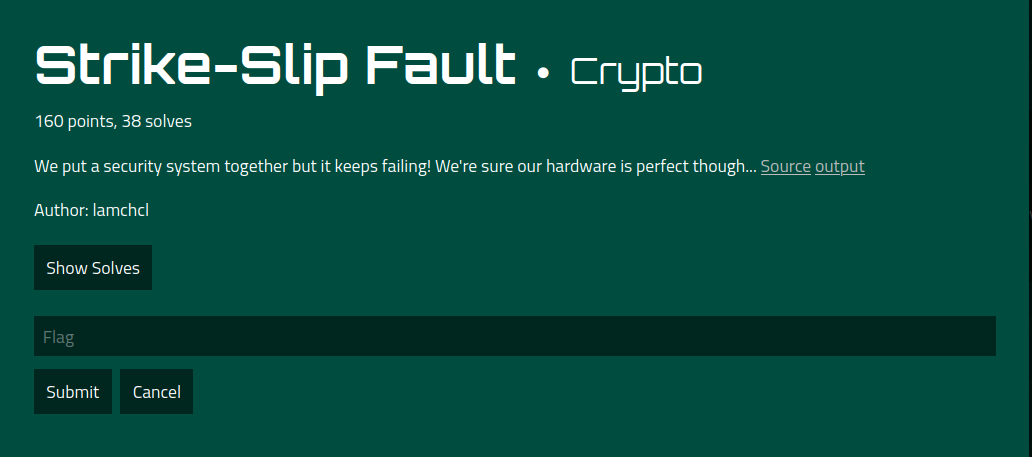 Strike-Slip Fault • Crypto
160 points, 38 solves
We put a security system together but it keeps failing! We're sure our hardware is perfect though... Source output
Author: lamchcl
Show Solves
Flag
Submit Cancel